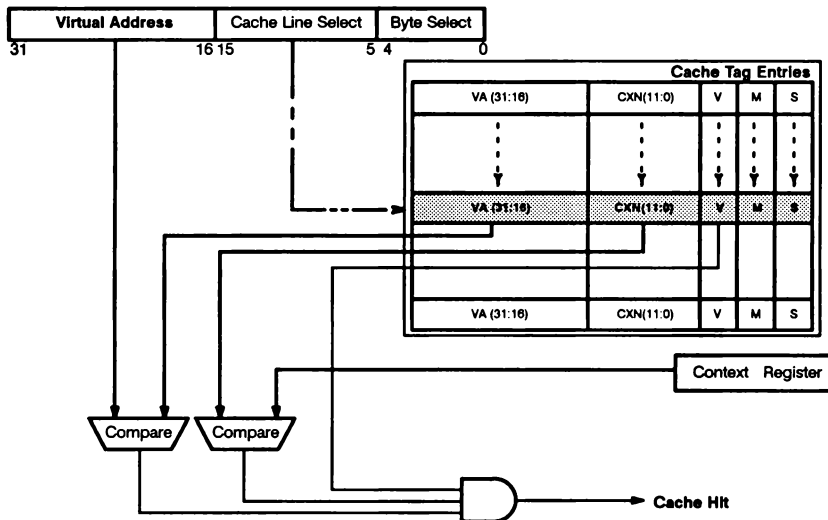 Virtual Address Cache Line Select Byte Select
31 16 15 5 4 0
Cache Tag Entries
VA (31:16) CXN(11:0) V M S
VA (31:16) CXN(11:0) V M S
VA (31:16) CXN(11:0) V M S
Context Register
Compare Compare
Cache Hit